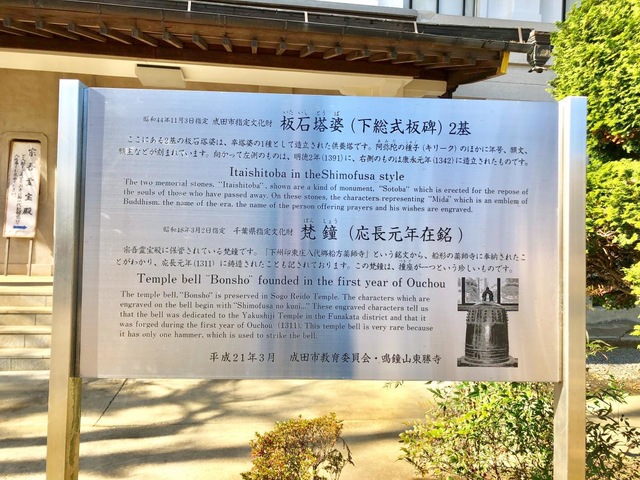 昭和44年11月3日指定 成田市指定文化財 板石塔婆(下総式板碑)2基
いたいしとうば
ここにある2基の板石塔婆は、卒塔婆の1種として造立された供養塔です。阿弥陀の種子(キリーク)のほかに年号、願文、
願主などが刻まれています。向かって左側のものは、明徳2年(1391)に、右側のものは康永元年(1342)に造立されたものです。
Itaishitoba in theShimofusa style
The two memorial stones, "Itaishitoba", shown are a kind of monument, "Sotoba" which is erected for the repose of
the souls of those who have passed away. On these stones, the characters representing "Mida" which is an emblem of
Buddhism, the name of the era, the name of the person offering prayers and his wishes are engraved.
昭和48年3月2日指定 千葉県指定文化財 梵鐘(応長元年在銘)
ぼんしょう
宗吾霊宝殿に保管されている梵鐘です。「下州印東庄八代郷船方薬師寺」という銘文から、船形の薬師寺に奉納されたこ
とがわかり、応長元年(1311)に鋳造されたことも記されております。この梵鐘は、撞座が一つという珍しいものです。
Temple bell "Bonsho" founded in the first year of Ouchou
The temple bell, "Bonsho" is preserved in Sogo Reido Temple. The characters which are
engraved on the bell begin with "Shimofusa no kuni..." These engraved characters tell us
that the bell was dedicated to the Yakushiji Temple in the Funakata district and that it
was forged during the first year of Ouchou (1311). This temple bell is very rare because
it has only one hammer, which is used to strike the bell.
平成21年3月 成田市教育委員会・鳴鐘山東勝寺
宗吾霊宝殿